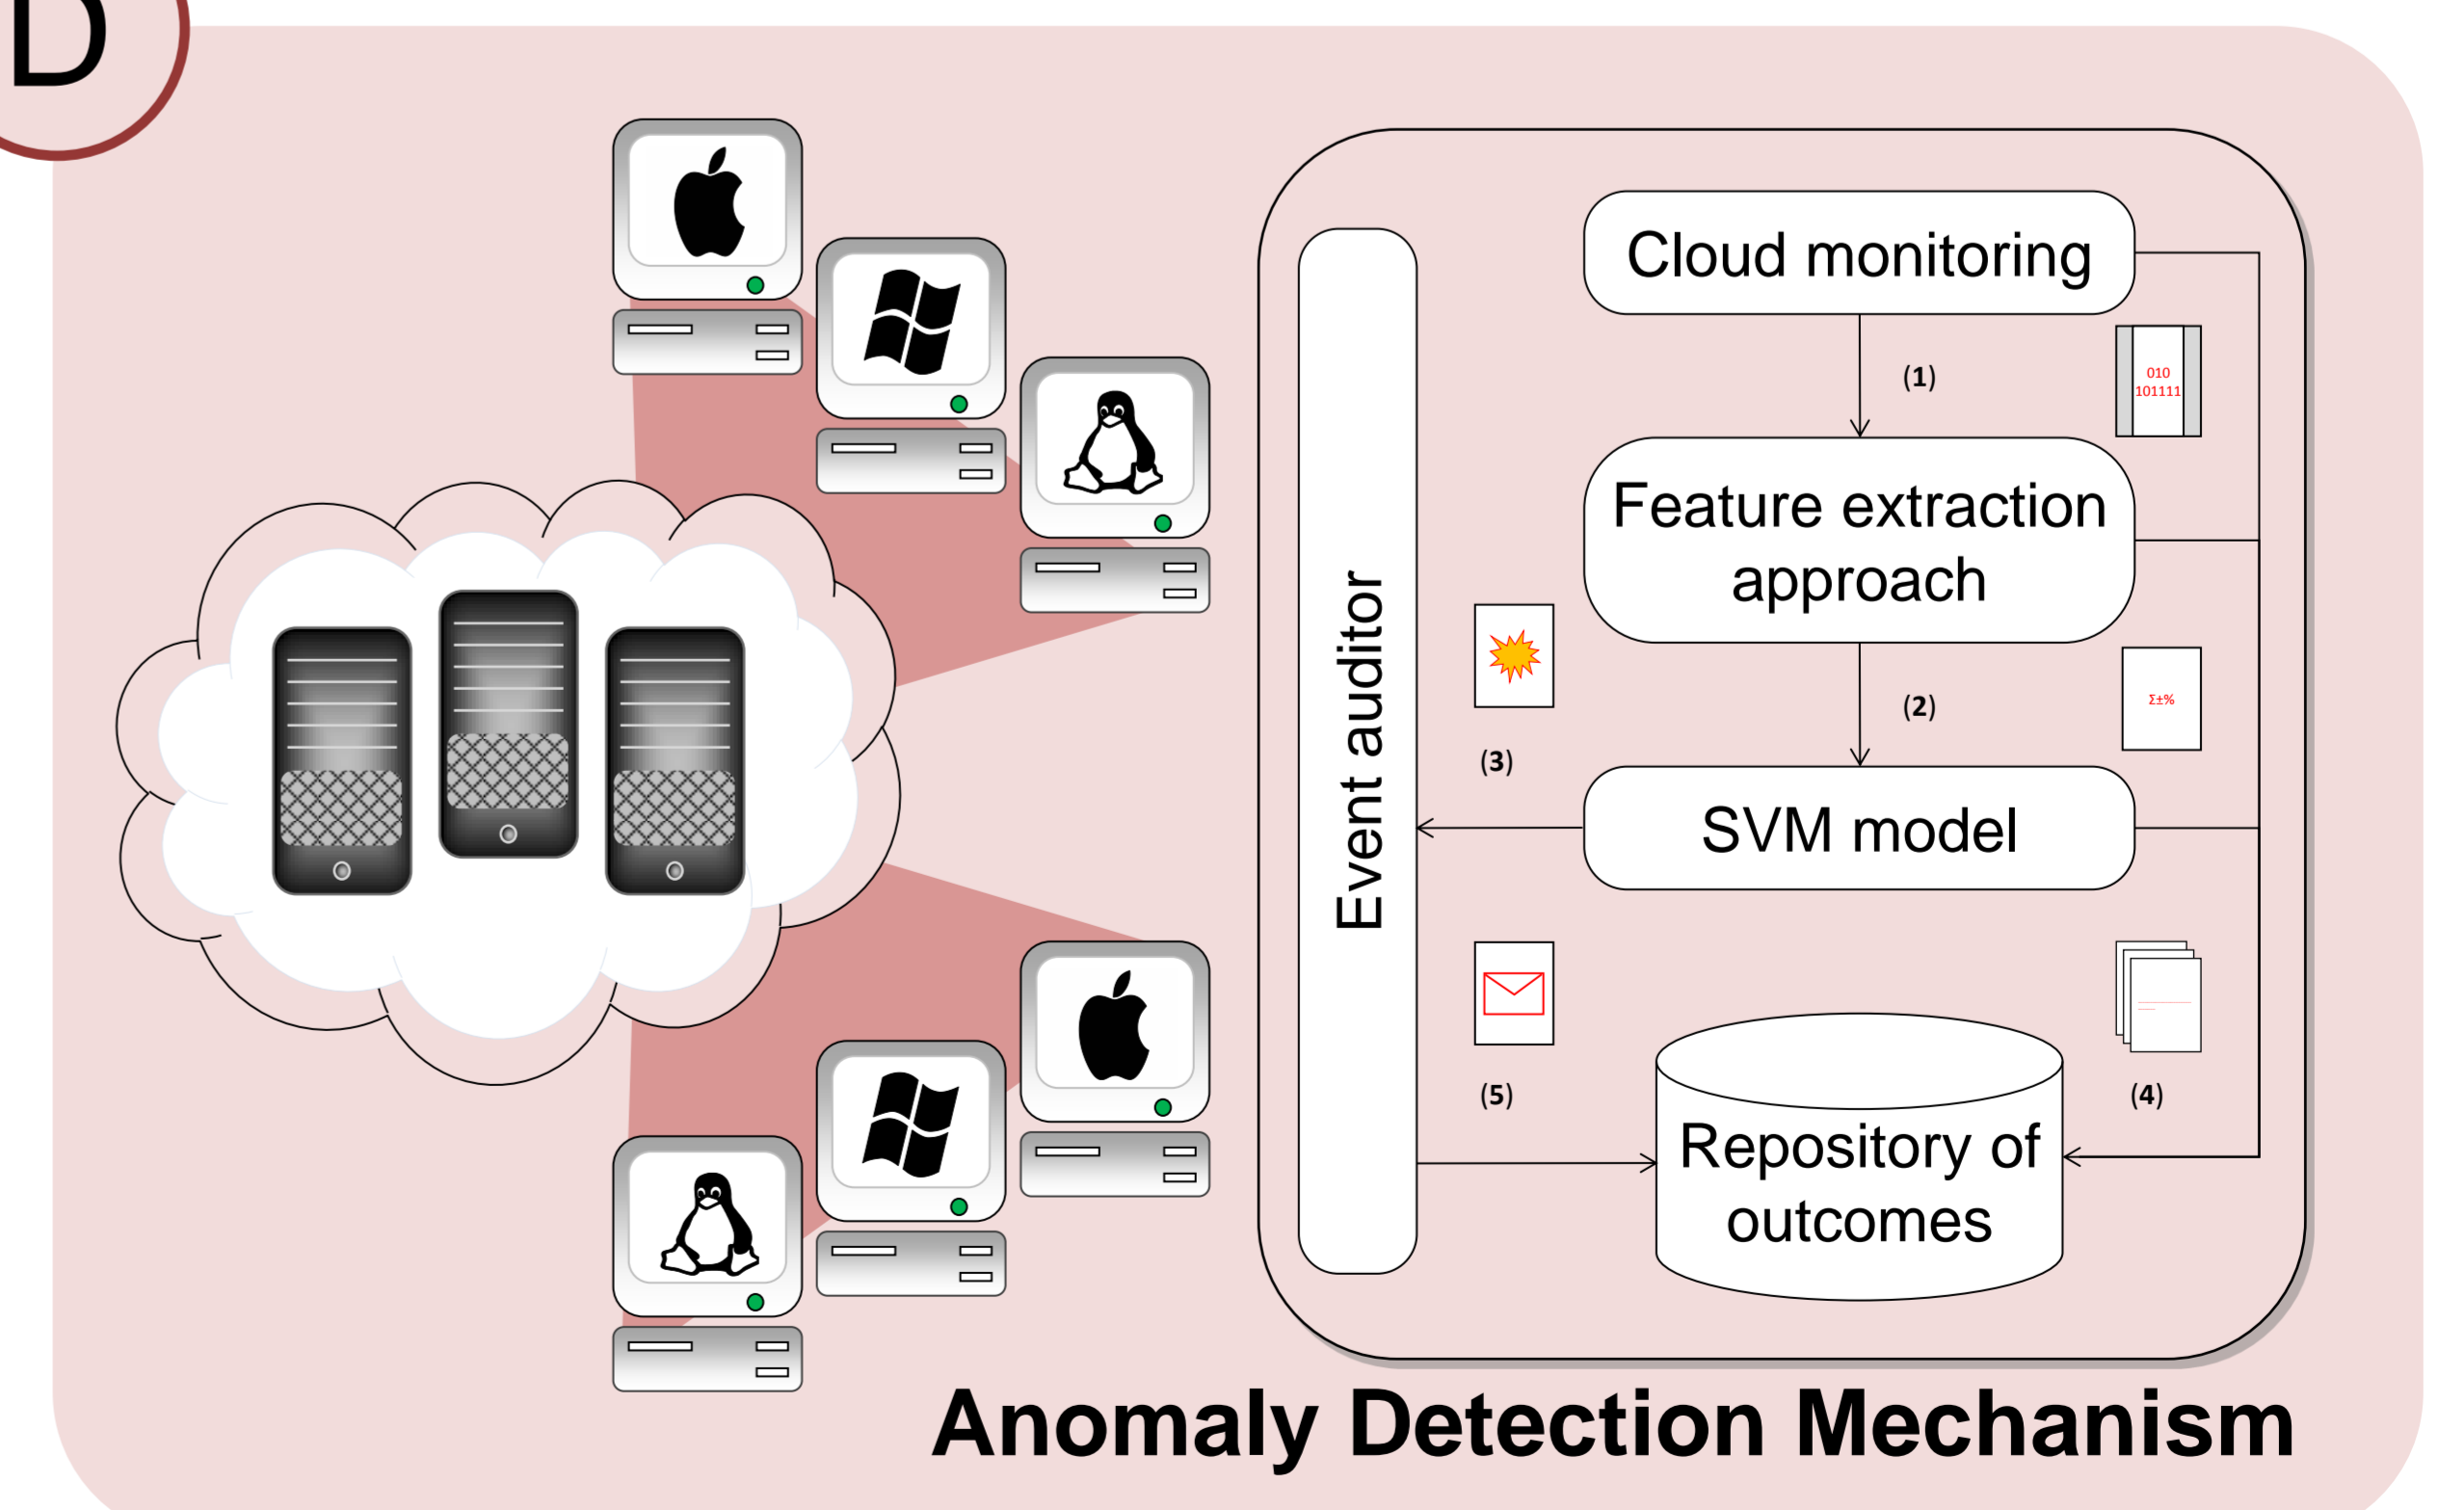 D
Cloud monitoring
(1)
010
101111
Feature extraction
approach
(2)
Σ±%
Event auditor
(3)
SVM model
(5)
(4)
Repository of
outcomes
Anomaly Detection Mechanism